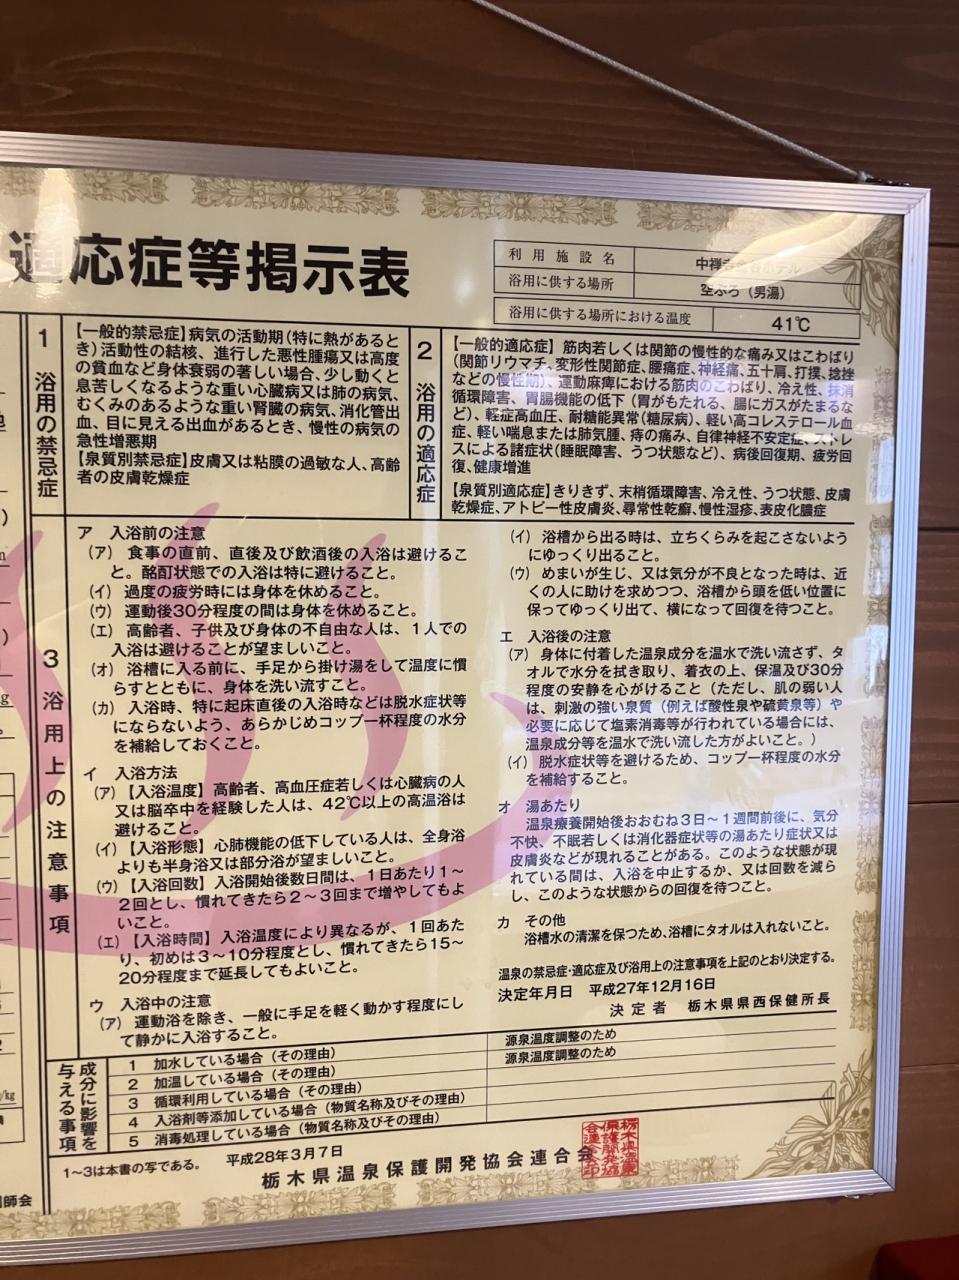 適応症等掲示表
利用施設名
中禅寺金谷ホテル
浴用に供する場所
空ぶろ（男湯）
浴用に供する場所における温度
41℃
1 浴用の禁忌症
【一般的禁忌症】病気の活動期（特に熱があると
き）活動性の結核、進行した悪性腫瘍又は高度
の貧血など身体衰弱の著しい場合、少し動くと
息苦しくなるような重い心臓病又は肺の病気、
むくみのあるような重い腎臓の病気、消化管出
血、目に見える出血があるとき、慢性の病気の
急性増悪期
【泉質別禁忌症】皮膚又は粘膜の過敏な人、高齢
者の皮膚乾燥症
2 浴用の適応症
【一般的適応症】筋肉若しくは関節の慢性的な痛み又はこわばり
（関節リウマチ、変形性関節症、腰痛症、神経痛、五十肩、打撲、捻挫
などの慢性期）、運動麻痺における筋肉のこわばり、冷え性、末梢
循環障害、胃腸機能の低下（胃がもたれる、腸にガスがたまるな
ど）、軽症高血圧、耐糖能異常（糖尿病）、軽い高コレステロール血
症、軽い喘息または肺気腫、痔の痛み、自律神経不安定症、ストレ
スによる諸症状（睡眠障害、うつ状態など）、病後回復期、疲労回
復、健康増進
【泉質別適応症】きりきず、末梢循環障害、冷え性、うつ状態、皮膚
乾燥症、アトピー性皮膚炎、尋常性乾癬、慢性湿疹、表皮化膿症
3 浴用上の注意事項
ア 入浴前の注意
（ア） 食事の直前、直後及び飲酒後の入浴は避けるこ
と。酩酊状態での入浴は特に避けること。
（イ） 過度の疲労時には身体を休めること。
（ウ） 運動後30分程度の間は身体を休めること。
（エ） 高齢者、子供及び身体の不自由な人は、1人での
入浴は避けることが望ましいこと。
（オ） 浴槽に入る前に、手足から掛け湯をして温度に慣
らすとともに、身体を洗い流すこと。
（カ） 入浴時、特に起床直後の入浴時などは脱水症状等
にならないよう、あらかじめコップ一杯程度の水分
を補給しておくこと。
イ 入浴方法
（ア）【入浴温度】高齢者、高血圧症若しくは心臓病の人
又は脳卒中を経験した人は、42℃以上の高温浴は
避けること。
（イ）【入浴形態】心肺機能の低下している人は、全身浴
よりも半身浴又は部分浴が望ましいこと。
（ウ）【入浴回数】入浴開始後数日間は、1日あたり1～
2回とし、慣れてきたら2～3回まで増やしてもよ
いこと。
（エ）【入浴時間】入浴温度により異なるが、1回あた
り、初めは3～10分程度とし、慣れてきたら15～
20分程度まで延長してもよいこと。
ウ 入浴中の注意
（ア） 運動浴を除き、一般に手足を軽く動かす程度にし
て静かに入浴すること。
（イ） 浴槽から出る時は、立ちくらみを起こさないよう
にゆっくり出ること。
（ウ） めまいが生じ、又は気分が不良となった時は、近
くの人に助けを求めつつ、浴槽から頭を低い位置に
保ってゆっくり出て、横になって回復を待つこと。
エ 入浴後の注意
（ア） 身体に付着した温泉成分を温水で洗い流さず、タ
オルで水分を拭き取り、着衣の上、保温及び30分
程度の安静を心がけること（ただし、肌の弱い人
は、刺激の強い泉質（例えば酸性泉や硫黄泉等）や
必要に応じて塩素消毒等が行われている場合には、
温泉成分等を温水で洗い流した方がよいこと。）
（イ） 脱水症状等を避けるため、コップ一杯程度の水分
を補給すること。
オ 湯あたり
温泉療養開始後おおむね3日～1週間前後に、気分
不快、不眠若しくは消化器症状等の湯あたり症状又は
皮膚炎などが現れることがある。このような状態が現
れている間は、入浴を中止するか、又は回数を減ら
し、このような状態からの回復を待つこと。
カ その他
浴槽水の清潔を保つため、浴槽にタオルは入れないこと。
温泉の禁忌症・適応症及び浴用上の注意事項を上記のとおり決定する。
決定年月日 平成27年12月16日
決定者 栃木県県西保健所長
成分に影響を与える事項
1 加水している場合（その理由）
源泉温度調整のため
2 加温している場合（その理由）
源泉温度調整のため
3 循環利用している場合（その理由）
4 入浴剤等添加している場合（物質名称及びその理由）
5 消毒処理している場合（物質名称及びその理由）
1～3は本書の写である。
平成28年3月7日
栃木県温泉保護開発協会連合会